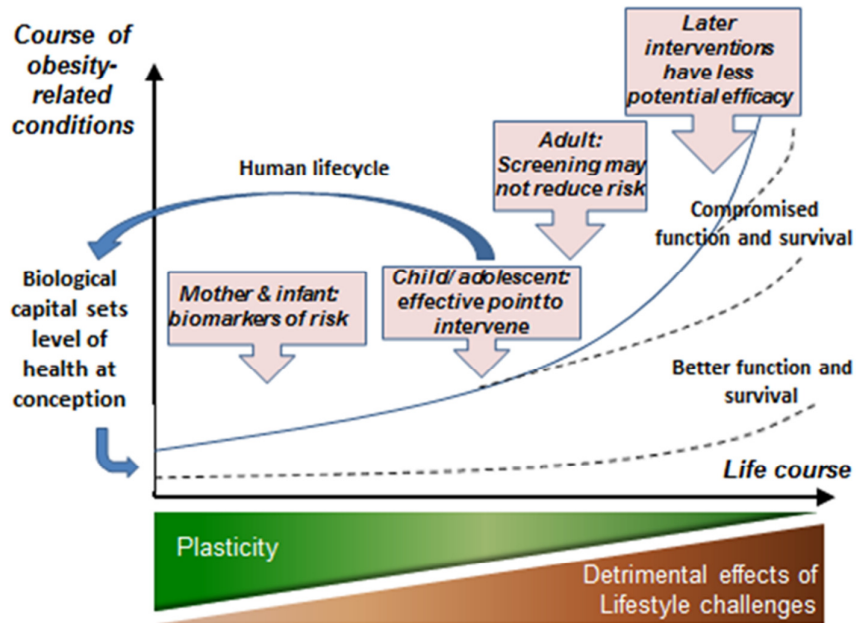 Course of
obesity-
related
conditions
Later
interventions
have less
potential efficacy
Adult:
Screening may
not reduce risk
Human lifecycle
Compromised
function and survival
Biological
capital sets
level of
health at
conception
Mother & infant:
biomarkers of risk
Child/ adolescent:
effective point to
intervene
Better function and
survival
Life course
Plasticity
Detrimental effects of
Lifestyle challenges